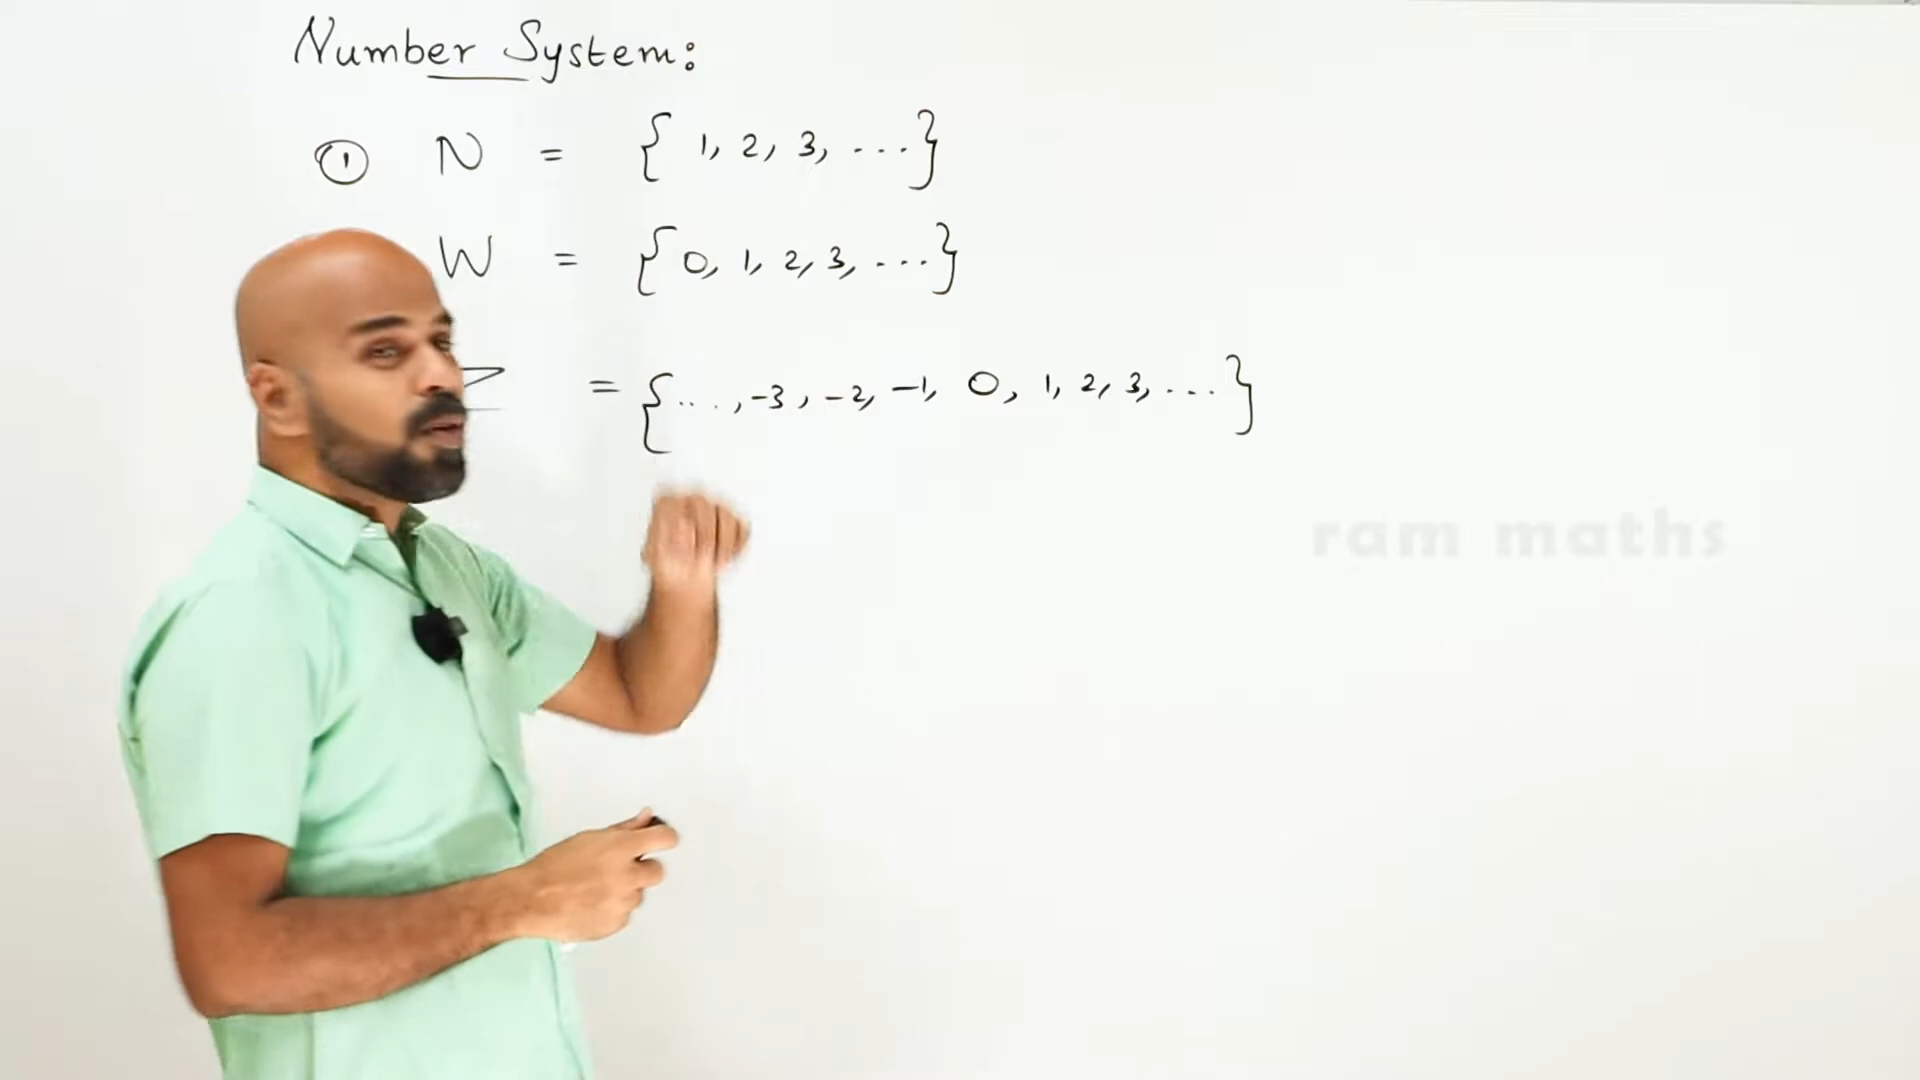 Number System:
① N = { 1, 2, 3, ...}
W = {0, 1, 2, 3, ...}
Z = {..., -3, -2, -1, 0, 1, 2, 3, ...}
ram maths